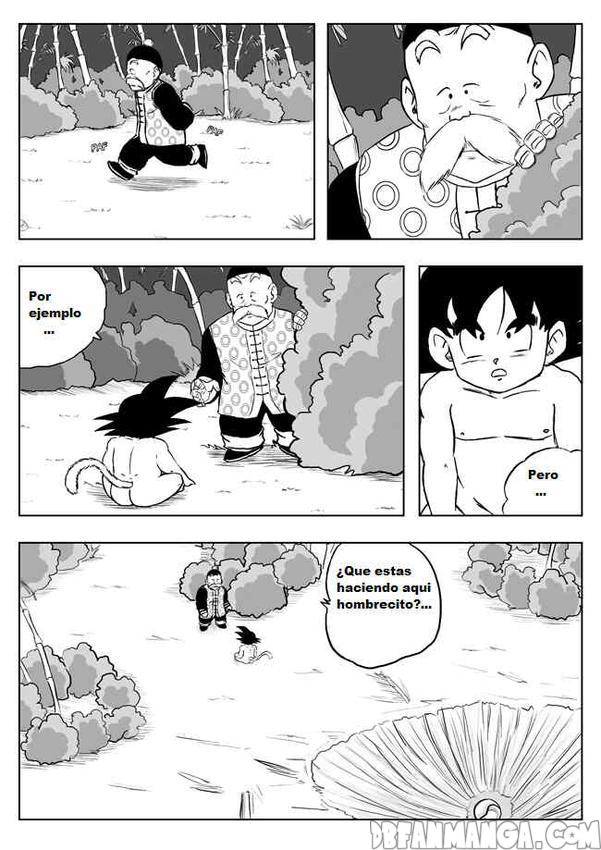 PAF
PAF
Por
ejemplo
...
Pero
...
¿Que estas
haciendo aqui
hombrecito?...
DBFANMANGA.COM